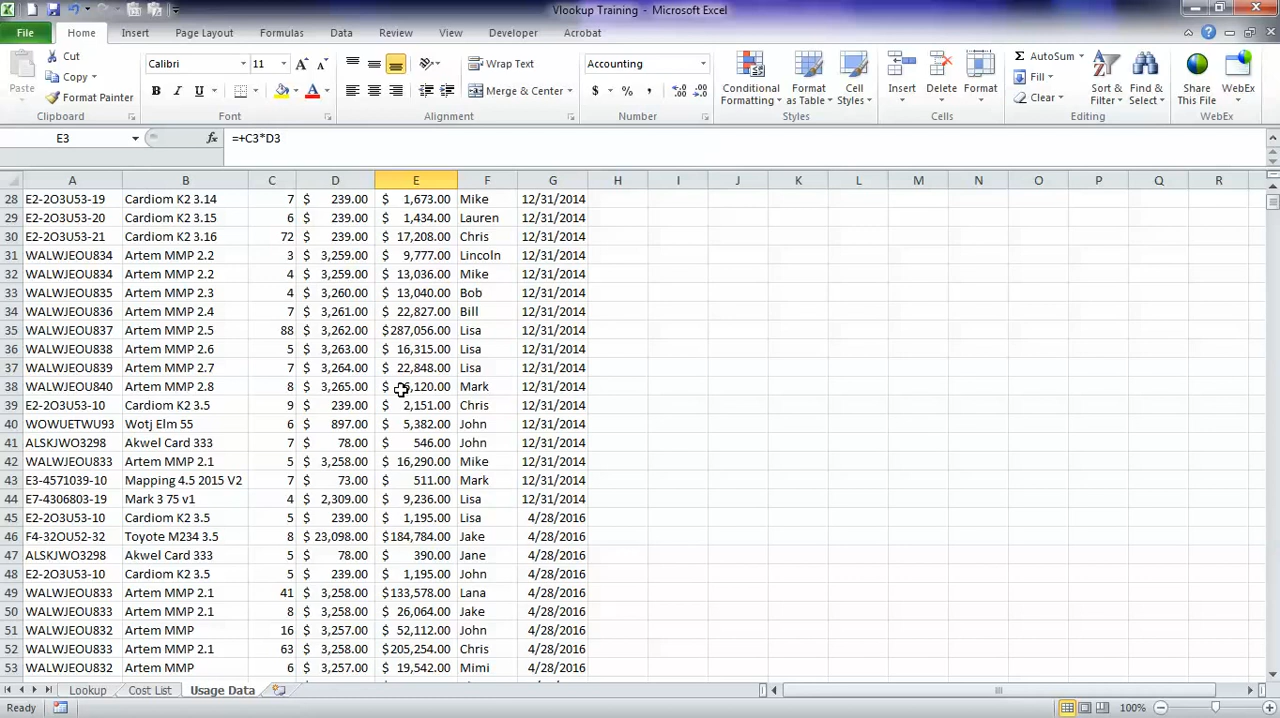 Vlookup Training - Microsoft Excel
File Home Insert Page Layout Formulas Data Review View Developer Acrobat
Cut
Copy
Format Painter
Paste
Clipboard
Calibri 11
Font
Wrap Text
Merge & Center
Alignment
Accounting
Number
Conditional Formatting
Format as Table
Cell Styles
Styles
Insert Delete Format
Cells
AutoSum
Fill
Clear
Sort & Filter
Find & Select
Editing
Share This File
WebEx
WebEx
E3 fx =+C3*D3
A B C D E F G H I J K L M N O P Q R
28 E2-2O3U53-19 Cardiom K2 3.14 7 $ 239.00 $ 1,673.00 Mike 12/31/2014
29 E2-2O3U53-20 Cardiom K2 3.15 6 $ 239.00 $ 1,434.00 Lauren 12/31/2014
30 E2-2O3U53-21 Cardiom K2 3.16 72 $ 239.00 $ 17,208.00 Chris 12/31/2014
31 WALWJEOU834 Artem MMP 2.2 3 $ 3,259.00 $ 9,777.00 Lincoln 12/31/2014
32 WALWJEOU834 Artem MMP 2.2 4 $ 3,259.00 $ 13,036.00 Mike 12/31/2014
33 WALWJEOU835 Artem MMP 2.3 4 $ 3,260.00 $ 13,040.00 Bob 12/31/2014
34 WALWJEOU836 Artem MMP 2.4 7 $ 3,261.00 $ 22,827.00 Bill 12/31/2014
35 WALWJEOU837 Artem MMP 2.5 88 $ 3,262.00 $287,056.00 Lisa 12/31/2014
36 WALWJEOU838 Artem MMP 2.6 5 $ 3,263.00 $ 16,315.00 Lisa 12/31/2014
37 WALWJEOU839 Artem MMP 2.7 7 $ 3,264.00 $ 22,848.00 Lisa 12/31/2014
38 WALWJEOU840 Artem MMP 2.8 8 $ 3,265.00 $ Mark 12/31/2014
39 E2-2O3U53-10 Cardiom K2 3.5 9 $ 239.00 $ 2,151.00 Chris 12/31/2014
40 WOWUETWU93 Wotj Elm 55 6 $ 897.00 $ 5,382.00 John 12/31/2014
41 ALSKJWO3298 Akwel Card 333 7 $ 78.00 $ 546.00 John 12/31/2014
42 WALWJEOU833 Artem MMP 2.1 5 $ 3,258.00 $ 16,290.00 Mike 12/31/2014
43 E3-4571039-10 Mapping 4.5 2015 V2 7 $ 73.00 $ 511.00 Mark 12/31/2014
44 E7-4306803-19 Mark 3 75 v1 4 $ 2,309.00 $ 9,236.00 Lisa 12/31/2014
45 E2-2O3U53-10 Cardiom K2 3.5 5 $ 239.00 $ 1,195.00 Lisa 4/28/2016
46 F4-32OU52-32 Toyote M234 3.5 8 $ 23,098.00 $184,784.00 Jake 4/28/2016
47 ALSKJWO3298 Akwel Card 333 5 $ 78.00 $ 390.00 Jane 4/28/2016
48 E2-2O3U53-10 Cardiom K2 3.5 5 $ 239.00 $ 1,195.00 John 4/28/2016
49 WALWJEOU833 Artem MMP 2.1 41 $ 3,258.00 $133,578.00 Lana 4/28/2016
50 WALWJEOU833 Artem MMP 2.1 8 $ 3,258.00 $ 26,064.00 Jake 4/28/2016
51 WALWJEOU832 Artem MMP 16 $ 3,257.00 $ 52,112.00 John 4/28/2016
52 WALWJEOU833 Artem MMP 2.1 63 $ 3,258.00 $205,254.00 Chris 4/28/2016
53 WALWJEOU832 Artem MMP 6 $ 3,257.00 $ 19,542.00 Mimi 4/28/2016
Lookup Cost List Usage Data
Ready 100%